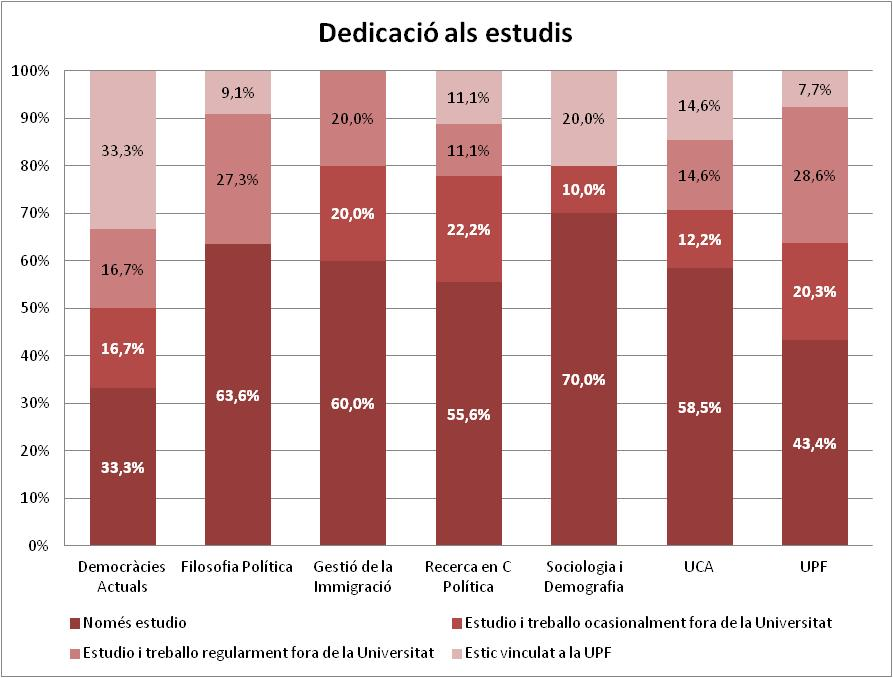 Dedicació als estudis
100%
90%
80%
70%
60%
50%
40%
30%
20%
10%
0%
33,3%
16,7%
16,7%
33,3%
9,1%
27,3%
63,6%
20,0%
20,0%
60,0%
11,1%
11,1%
22,2%
55,6%
20,0%
10,0%
70,0%
14,6%
14,6%
12,2%
58,5%
7,7%
28,6%
20,3%
43,4%
Democràcies
Actuals
Filosofia Política
Gestió de la
Immigració
Recerca en C
Política
Sociologia i
Demografia
UCA
UPF
Només estudio
Estudio i treballo ocasionalment fora de la Universitat
Estudio i treballo regularment fora de la Universitat
Estic vinculat a la UPF